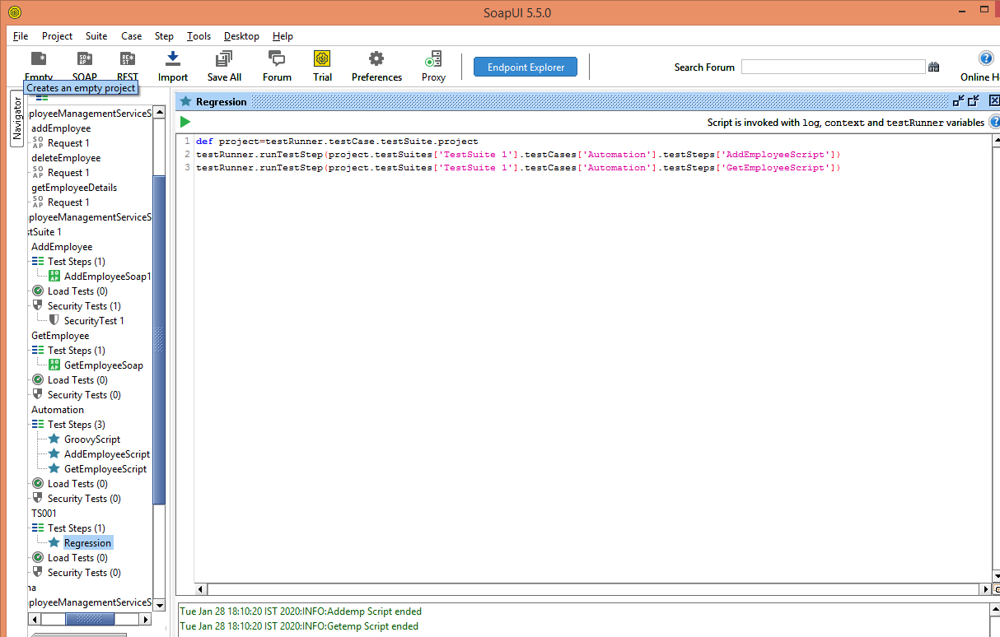 SoapUI 5.5.0
File Project Suite Case Step Tools Desktop Help
Empty SOAP REST Import Save All Forum Trial Preferences Proxy Endpoint Explorer Search Forum Online H
Creates an empty project
Navigator
ployeeManagementServiceS
addEmployee
Request 1
deleteEmployee
Request 1
getEmployeeDetails
Request 1
ployeeManagementServiceS
stSuite 1
AddEmployee
Test Steps (1)
AddEmployeeSoap1
Load Tests (0)
Security Tests (1)
SecurityTest 1
GetEmployee
Test Steps (1)
GetEmployeeSoap
Load Tests (0)
Security Tests (0)
Automation
Test Steps (3)
GroovyScript
AddEmployeeScript
GetEmployeeScript
Load Tests (0)
Security Tests (0)
TS001
Test Steps (1)
Regression
Load Tests (0)
Security Tests (0)
na
ployeeManagementServiceS
Regression
Script is invoked with log, context and testRunner variables
1 def project=testRunner.testCase.testSuite.project
2 testRunner.runTestStep(project.testSuites['TestSuite 1'].testCases['Automation'].testSteps['AddEmployeeScript'])
3 testRunner.runTestStep(project.testSuites['TestSuite 1'].testCases['Automation'].testSteps['GetEmployeeScript'])
Tue Jan 28 18:10:20 IST 2020:INFO:Addemp Script ended
Tue Jan 28 18:10:20 IST 2020:INFO:Getemp Script ended